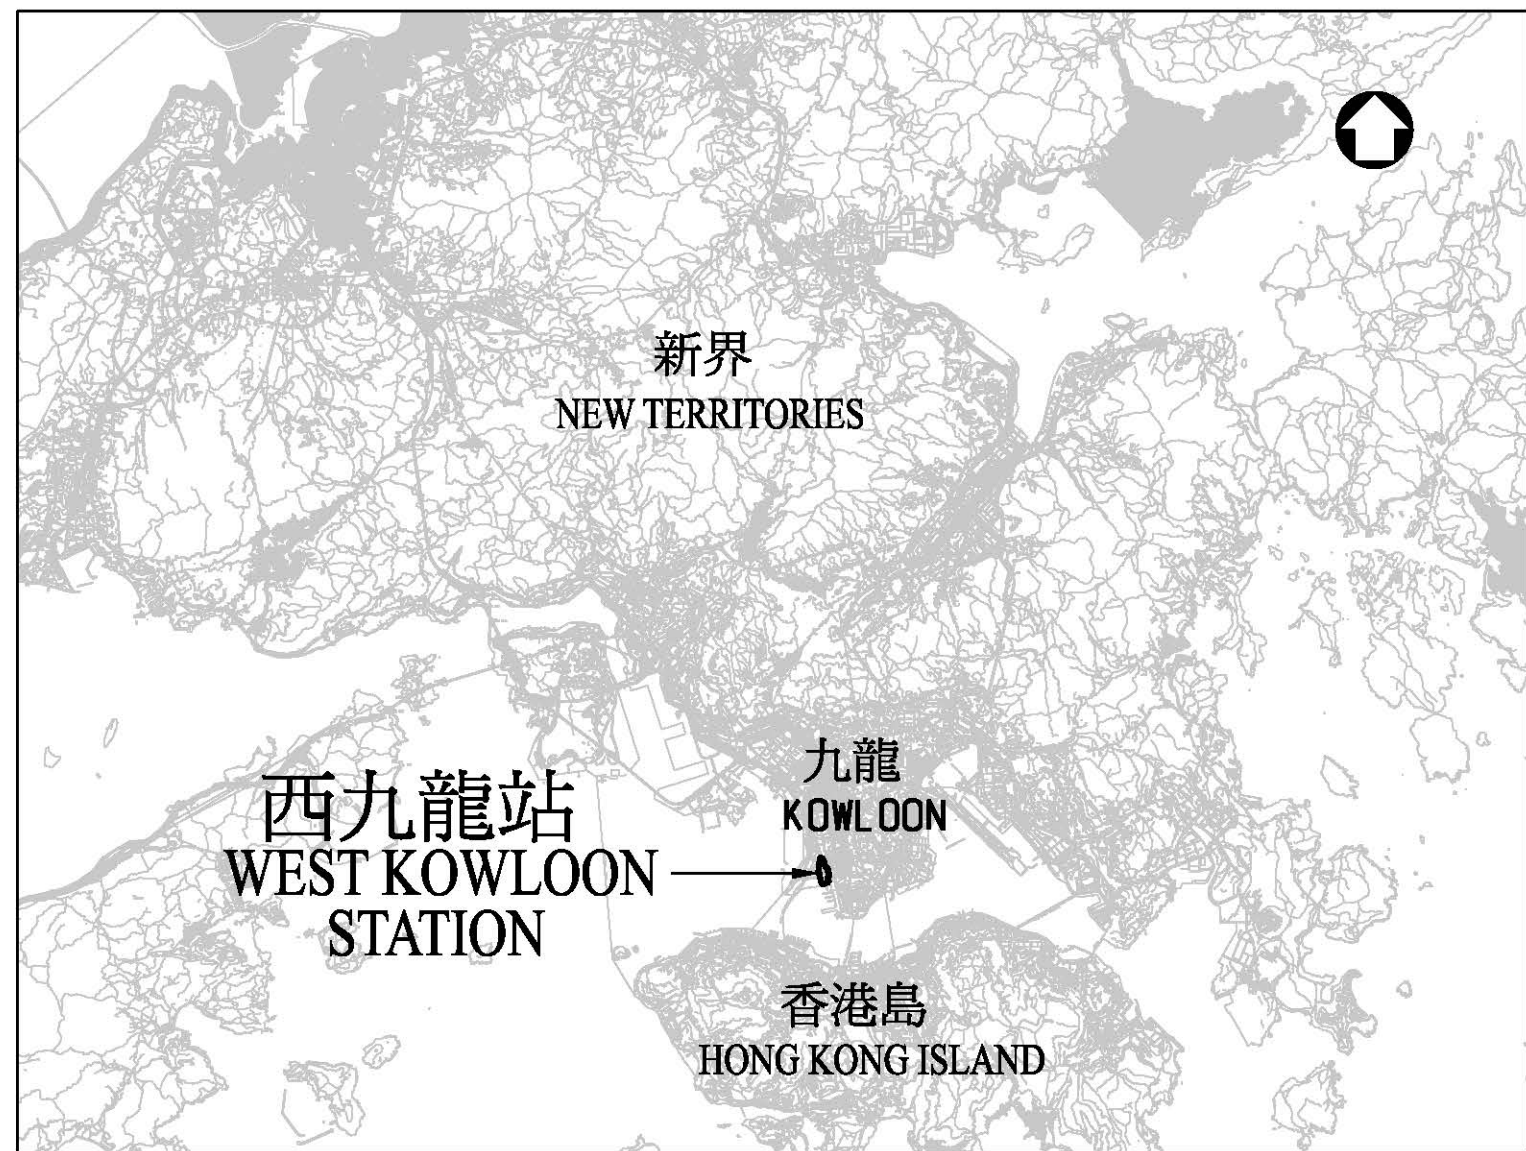 新界
NEW TERRITORIES
九龍
KOWLOON
西九龍站
WEST KOWLOON
STATION
香港島
HONG KONG ISLAND